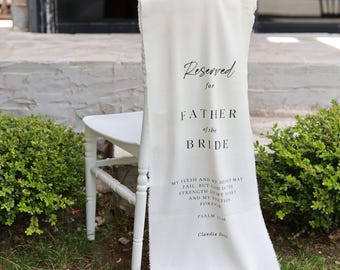 Reserved
for
FATHER
of the
BRIDE
MY FLESH AND MY HEART MAY
FAIL, BUT GOD IS THE
STRENGTH OF MY HEART
AND MY PORTION
FOREVER
PSALM
Claudia